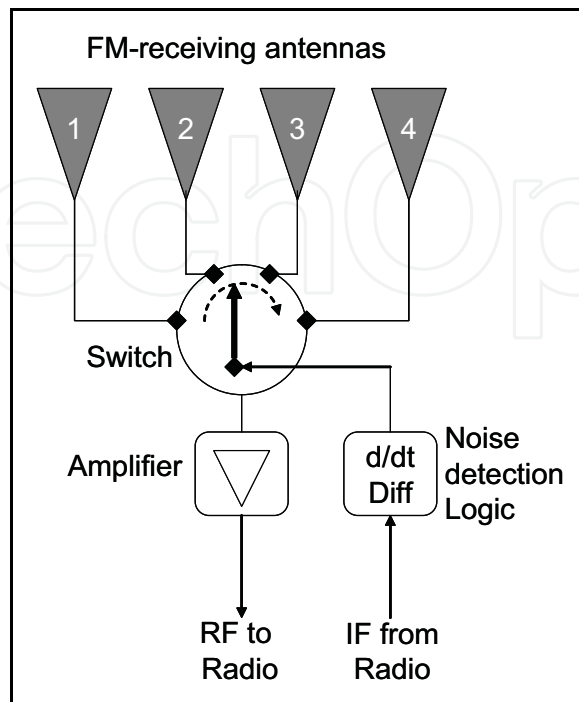 FM-receiving antennas
1 2 3 4
Switch
Amplifier
d/dt
Diff
Noise
detection
Logic
RF to
Radio
IF from
Radio